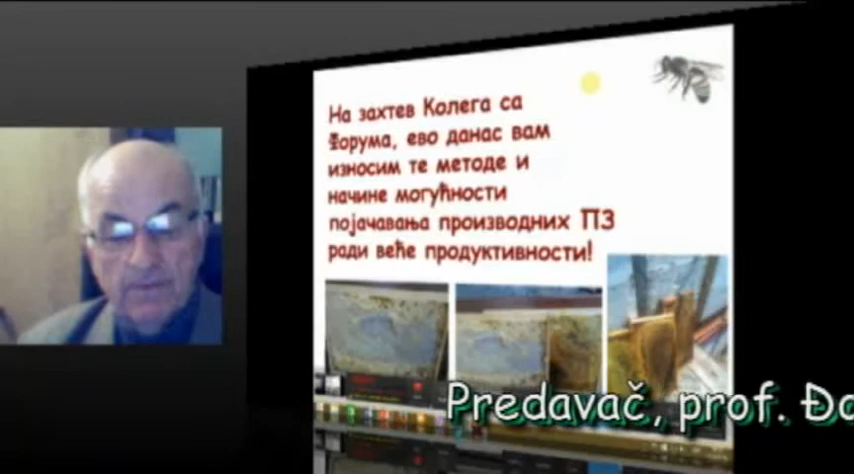 На захтев Колега са
Форума, ево данас вам
износим те методе и
начине могућности
појачавања производних ПЗ
ради веће продуктивности!
Predavač, prof. Đo